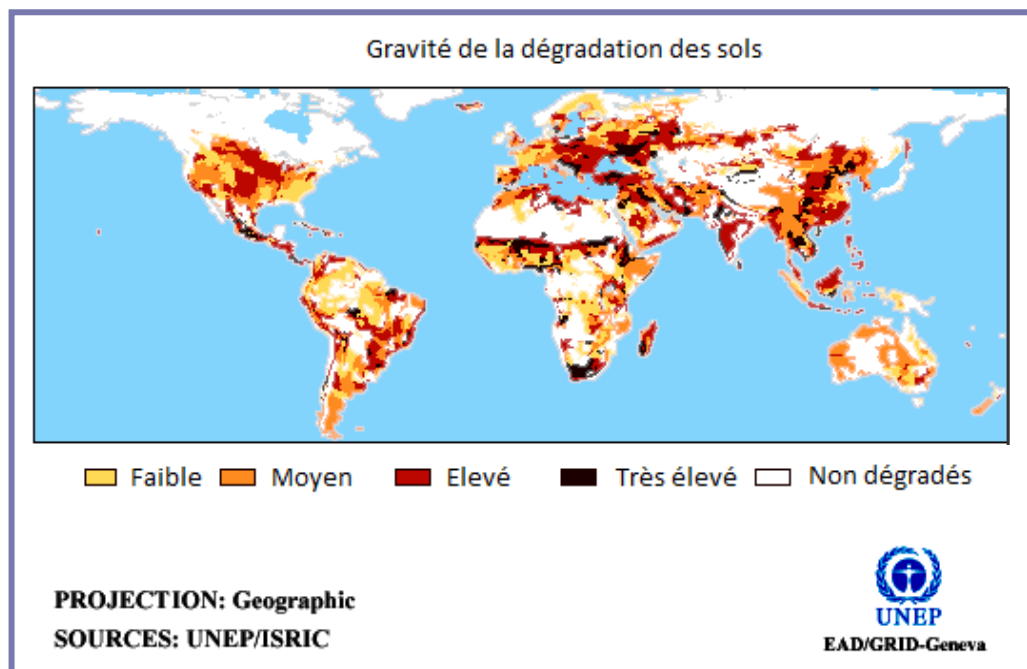 Gravité de la dégradation des sols
Faible Moyen Elevé Très élevé Non dégradés
PROJECTION: Geographic
SOURCES: UNEP/ISRIC
UNEP
EAD/GRID-Geneva